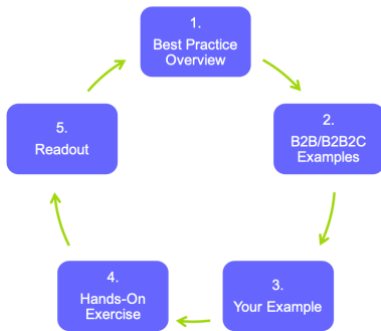 1.
Best Practice
Overview
2.
B2B/B2B2C
Examples
3.
Your Example
4.
Hands-On
Exercise
5.
Readout